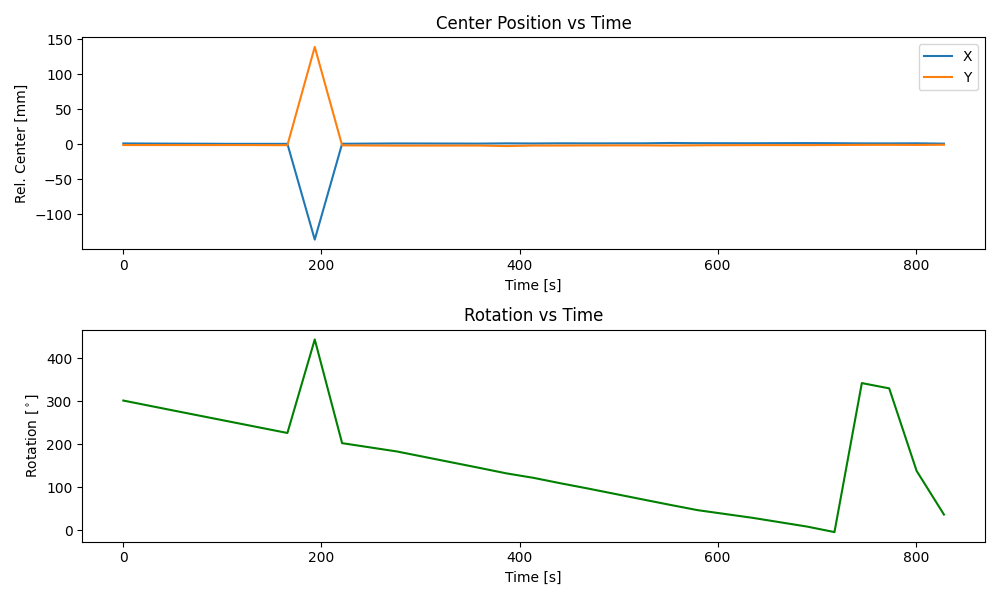 Center Position vs Time
Rel. Center [mm]
150
100
50
0
−50
−100
X
Y
0 200 400 600 800
Time [s]
Rotation vs Time
Rotation [°]
400
300
200
100
0
0 200 400 600 800
Time [s]